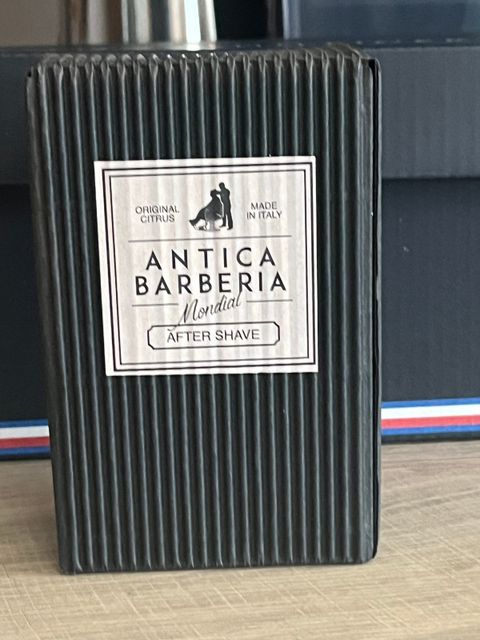 ORIGINAL CITRUS
MADE IN ITALY
ANTICA
BARBERIA
Mondial
AFTER SHAVE